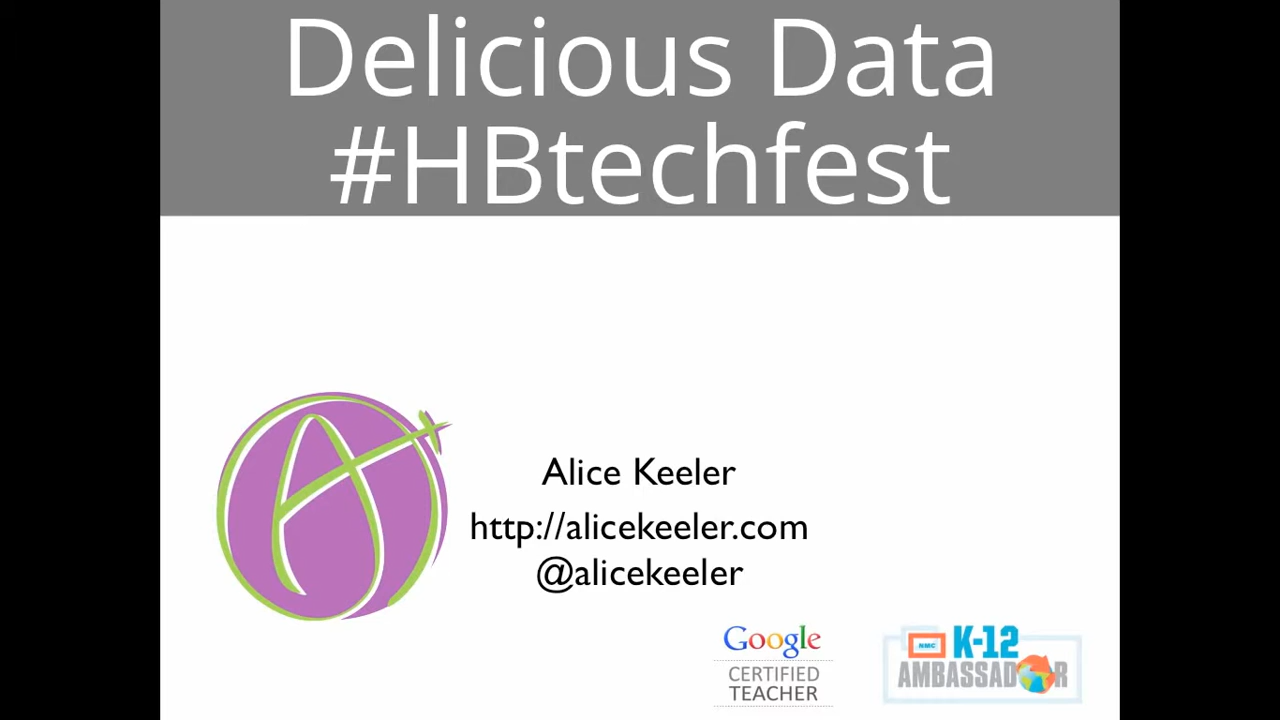 Delicious Data
#HBtechfest
Alice Keeler
http://alicekeeler.com
@alicekeeler
Google
CERTIFIED
TEACHER
NMC K-12
AMBASSADOR